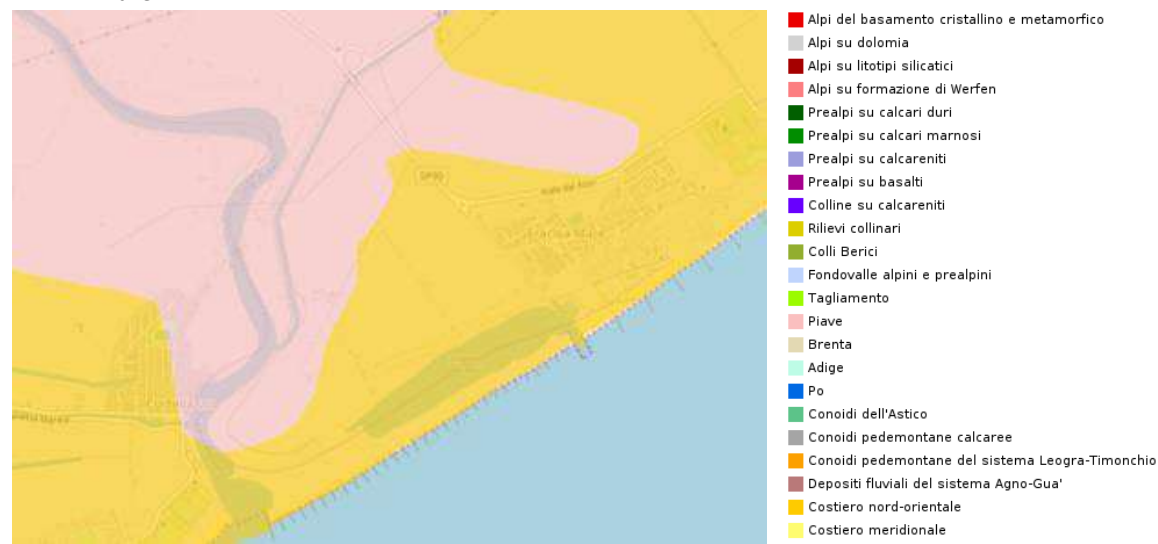 Alpi del basamento cristallino e metamorfico
Alpi su dolomia
Alpi su litotipi silicatici
Alpi su formazione di Werfen
Prealpi su calcari duri
Prealpi su calcari marnosi
Prealpi su calcareniti
Prealpi su basalti
Colline su calcareniti
Rilievi collinari
Colli Berici
Fondovalle alpini e prealpini
Tagliamento
Piave
Brenta
Adige
Po
Conoidi dell'Astico
Conoidi pedemontane calcaree
Conoidi pedemontane del sistema Leogra-Timonchio
Depositi fluviali del sistema Agno-Gua'
Costiero nord-orientale
Costiero meridionale